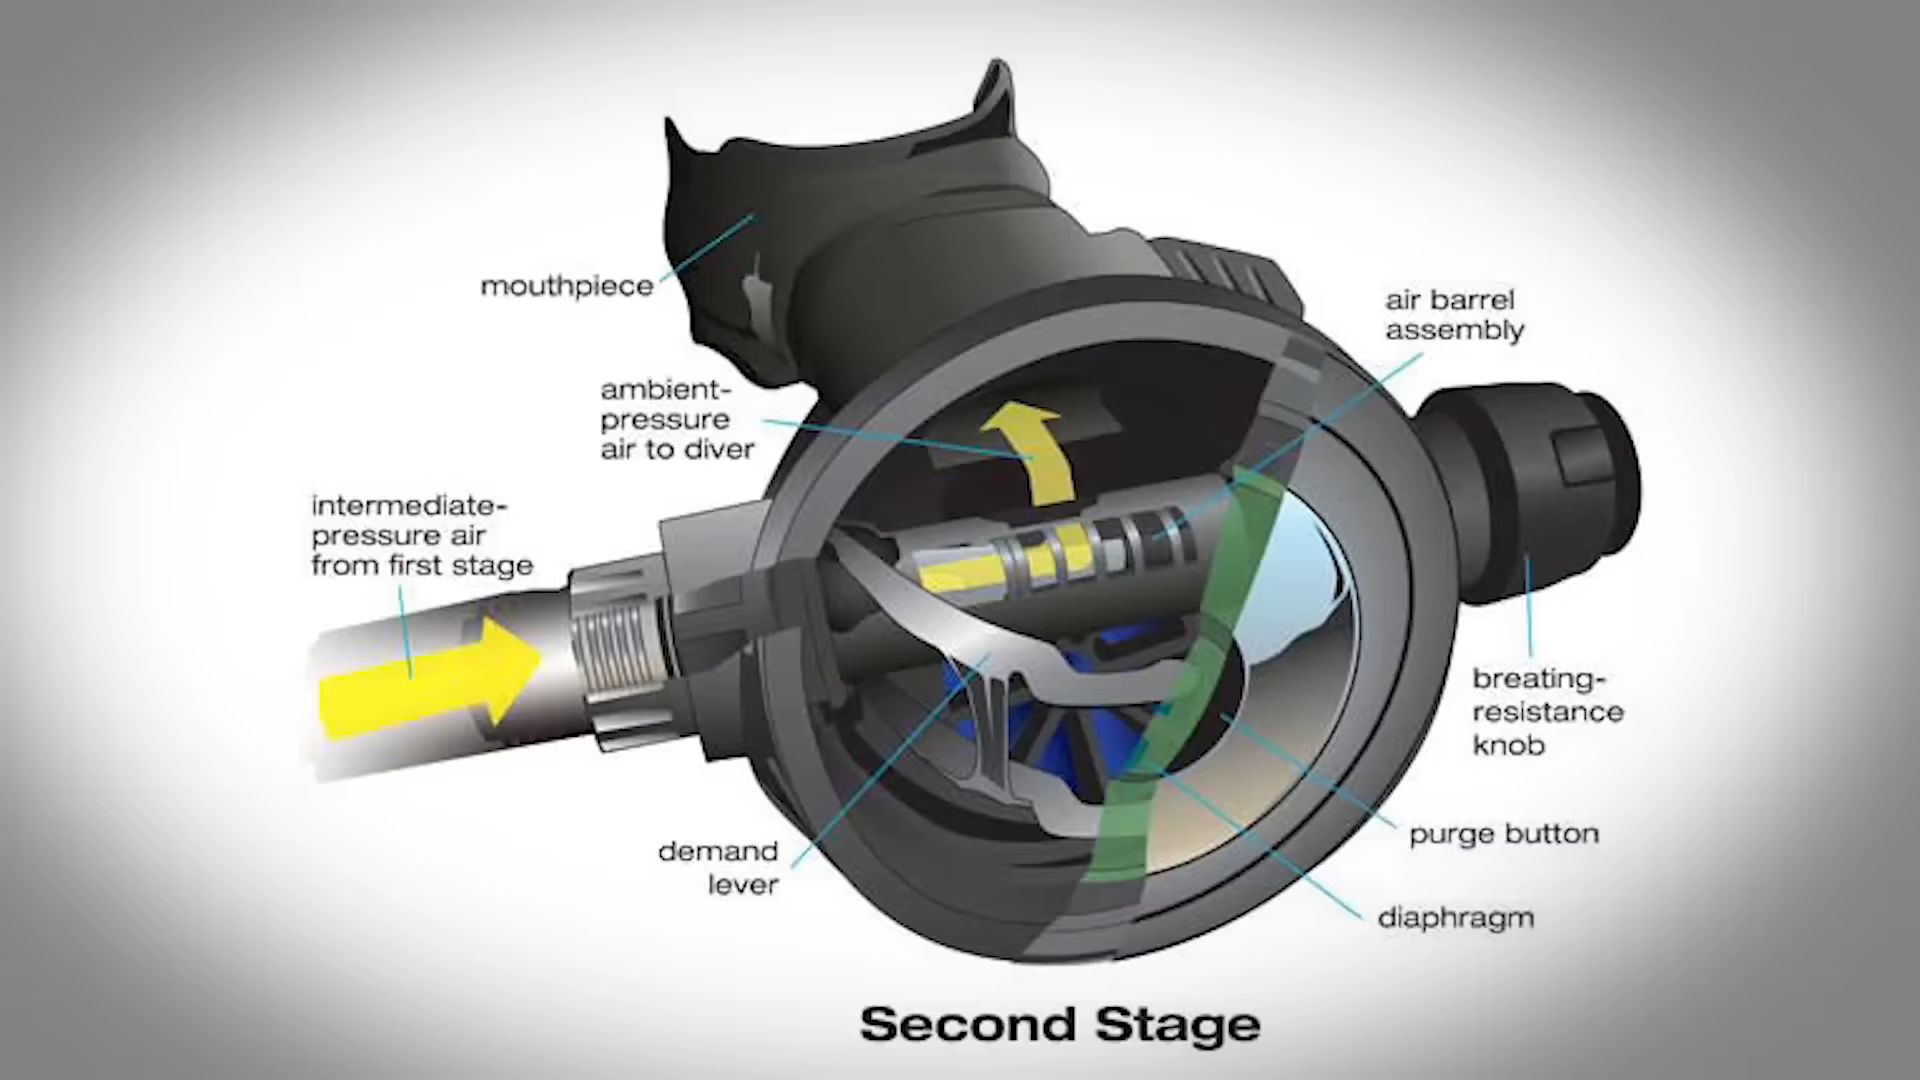 mouthpiece
air barrel
assembly
ambient-
pressure
air to diver
intermediate-
pressure air
from first stage
breating-
resistance
knob
demand
lever
purge button
diaphragm
Second Stage